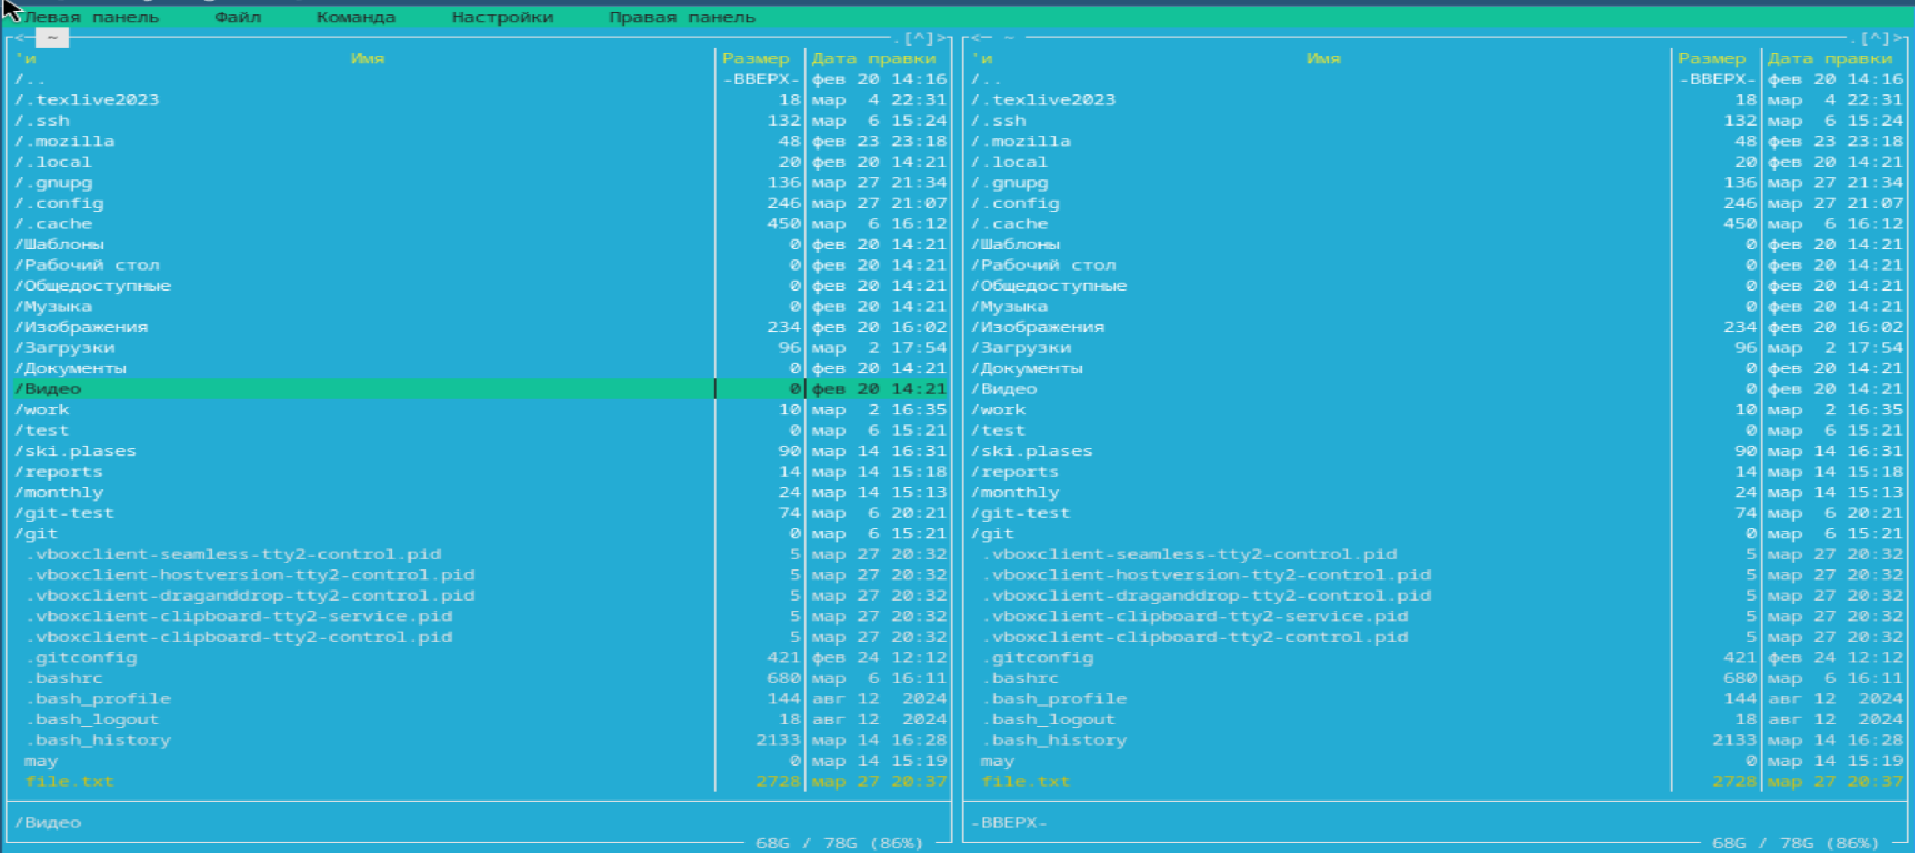 Левая панель Файл Команда Настройки Правая панель
<─ ~ .[^]> <─ ~ .[^]>
'и Имя Размер Дата правки 'и Имя Размер Дата правки
/.. -ВВЕРХ- фев 20 14:16 /.. -ВВЕРХ- фев 20 14:16
/.texlive2023 18 мар 4 22:31 /.texlive2023 18 мар 4 22:31
/.ssh 132 мар 6 15:24 /.ssh 132 мар 6 15:24
/.mozilla 48 фев 23 23:18 /.mozilla 48 фев 23 23:18
/.local 20 фев 20 14:21 /.local 20 фев 20 14:21
/.gnupg 136 мар 27 21:34 /.gnupg 136 мар 27 21:34
/.config 246 мар 27 21:07 /.config 246 мар 27 21:07
/.cache 450 мар 6 16:12 /.cache 450 мар 6 16:12
/Шаблоны 0 фев 20 14:21 /Шаблоны 0 фев 20 14:21
/Рабочий стол 0 фев 20 14:21 /Рабочий стол 0 фев 20 14:21
/Общедоступные 0 фев 20 14:21 /Общедоступные 0 фев 20 14:21
/Музыка 0 фев 20 14:21 /Музыка 0 фев 20 14:21
/Изображения 234 фев 20 16:02 /Изображения 234 фев 20 16:02
/Загрузки 96 мар 2 17:54 /Загрузки 96 мар 2 17:54
/Документы 0 фев 20 14:21 /Документы 0 фев 20 14:21
/Видео 0 фев 20 14:21 /Видео 0 фев 20 14:21
/work 10 мар 2 16:35 /work 10 мар 2 16:35
/test 0 мар 6 15:21 /test 0 мар 6 15:21
/ski.plases 90 мар 14 16:31 /ski.plases 90 мар 14 16:31
/reports 14 мар 14 15:18 /reports 14 мар 14 15:18
/monthly 24 мар 14 15:13 /monthly 24 мар 14 15:13
/git-test 74 мар 6 20:21 /git-test 74 мар 6 20:21
/git 0 мар 6 15:21 /git 0 мар 6 15:21
.vboxclient-seamless-tty2-control.pid 5 мар 27 20:32 .vboxclient-seamless-tty2-control.pid 5 мар 27 20:32
.vboxclient-hostversion-tty2-control.pid 5 мар 27 20:32 .vboxclient-hostversion-tty2-control.pid 5 мар 27 20:32
.vboxclient-draganddrop-tty2-control.pid 5 мар 27 20:32 .vboxclient-draganddrop-tty2-control.pid 5 мар 27 20:32
.vboxclient-clipboard-tty2-service.pid 5 мар 27 20:32 .vboxclient-clipboard-tty2-service.pid 5 мар 27 20:32
.vboxclient-clipboard-tty2-control.pid 5 мар 27 20:32 .vboxclient-clipboard-tty2-control.pid 5 мар 27 20:32
.gitconfig 421 фев 24 12:12 .gitconfig 421 фев 24 12:12
.bashrc 680 мар 6 16:11 .bashrc 680 мар 6 16:11
.bash_profile 144 авг 12 2024 .bash_profile 144 авг 12 2024
.bash_logout 18 авг 12 2024 .bash_logout 18 авг 12 2024
.bash_history 2133 мар 14 16:28 .bash_history 2133 мар 14 16:28
may 0 мар 14 15:19 may 0 мар 14 15:19
file.txt 2728 мар 27 20:37 file.txt 2728 мар 27 20:37
/Видео -ВВЕРХ-
68G / 78G (86%) 68G / 78G (86%)